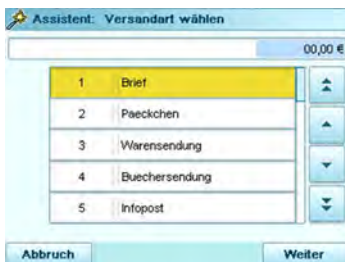 Assistent: Versandart wählen
00,00 €
1 Brief
2 Paeckchen
3 Warensendung
4 Buechersendung
5 Infopost
Abbruch Weiter